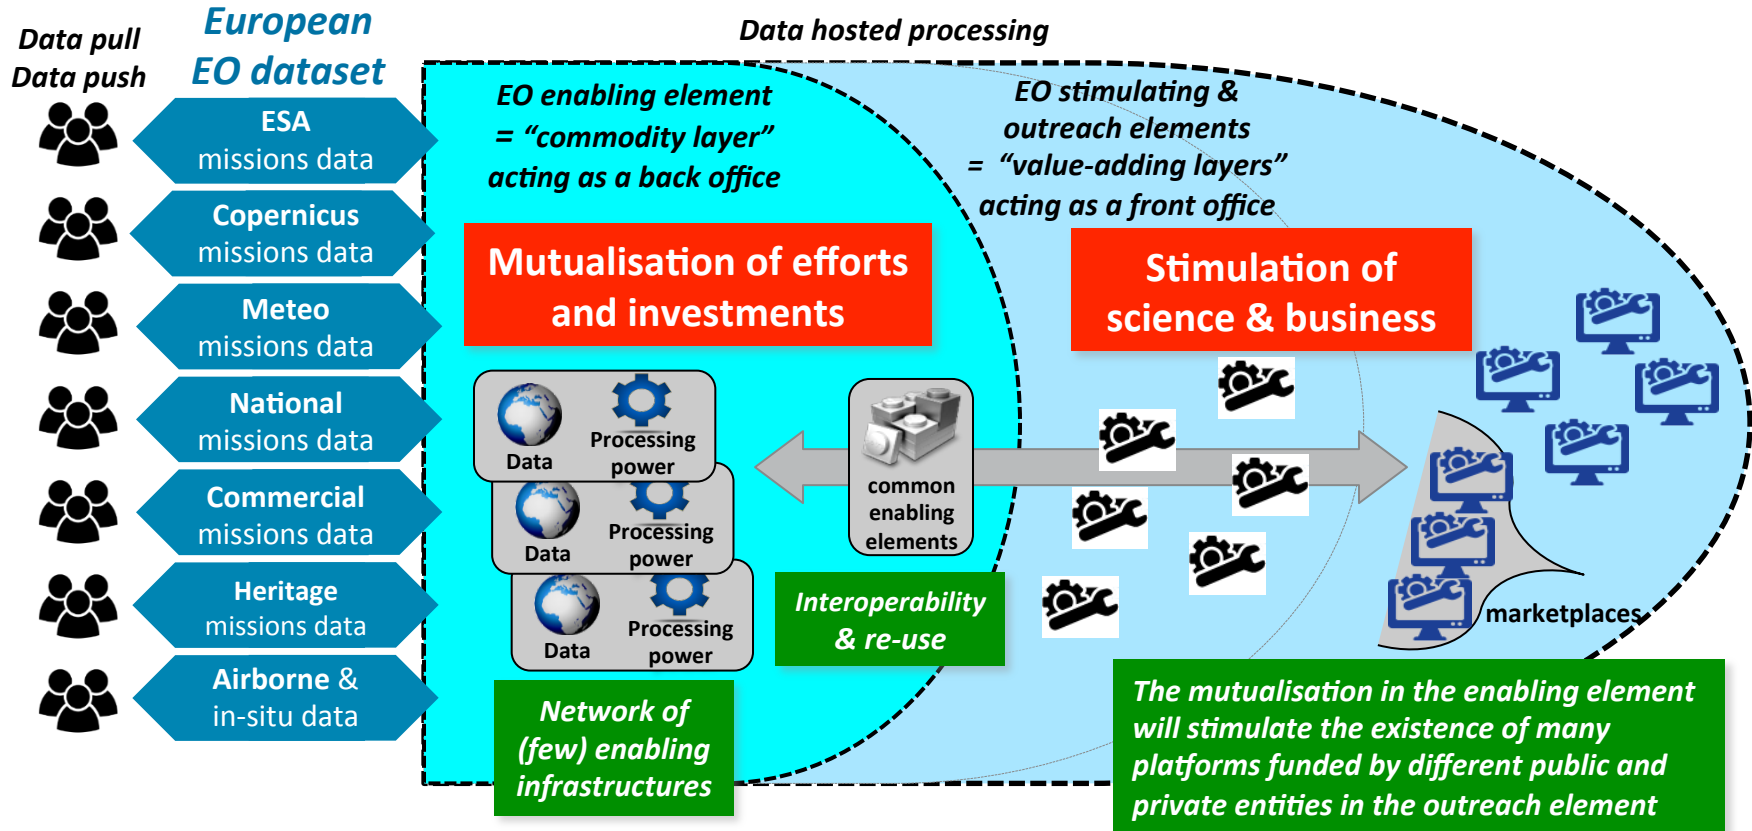 Data pull
Data push
European
EO dataset
Data hosted processing
ESA
missions data
Copernicus
missions data
Meteo
missions data
National
missions data
Commercial
missions data
Heritage
missions data
Airborne &
in-situ data
EO enabling element
= “commodity layer”
acting as a back office
EO stimulating &
outreach elements
= “value-adding layers”
acting as a front office
Mutualisation of efforts
and investments
Stimulation of
science & business
Data
Processing
power
Data
Processing
power
Data
Processing
power
common
enabling
elements
Interoperability
& re-use
Network of
(few) enabling
infrastructures
marketplaces
The mutualisation in the enabling element
will stimulate the existence of many
platforms funded by different public and
private entities in the outreach element